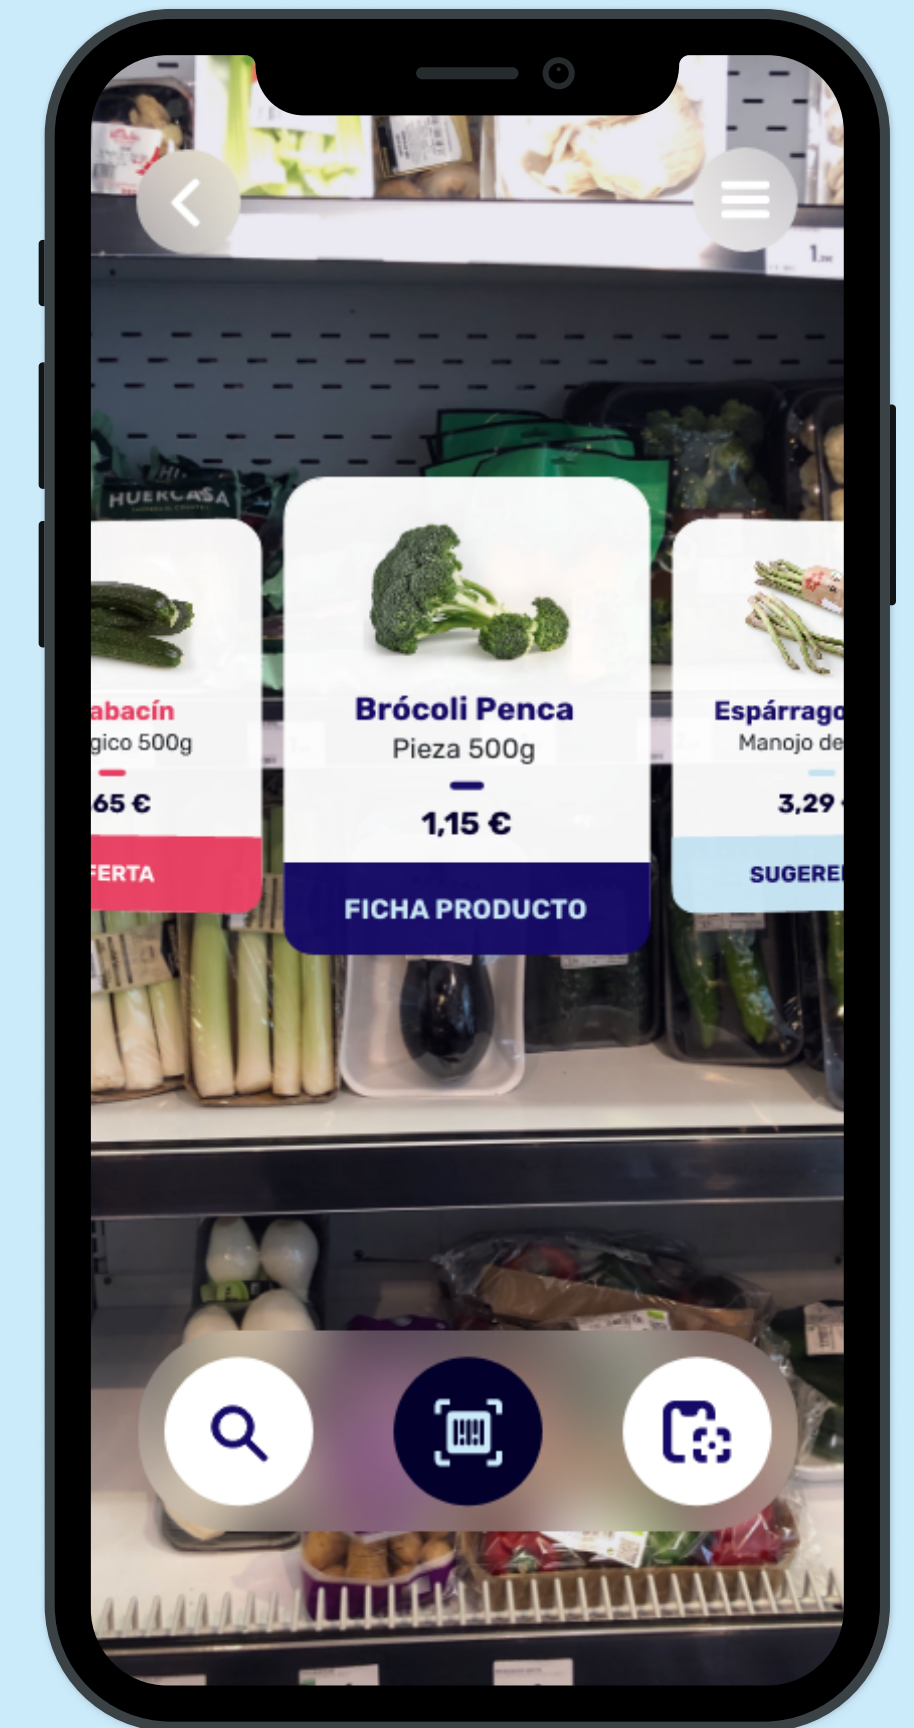 HUERCASA
abacín
gico 500g
65 €
FERTA
Brócoli Penca
Pieza 500g
1,15 €
FICHA PRODUCTO
Espárrago
Manojo de
3,29
SUGERE